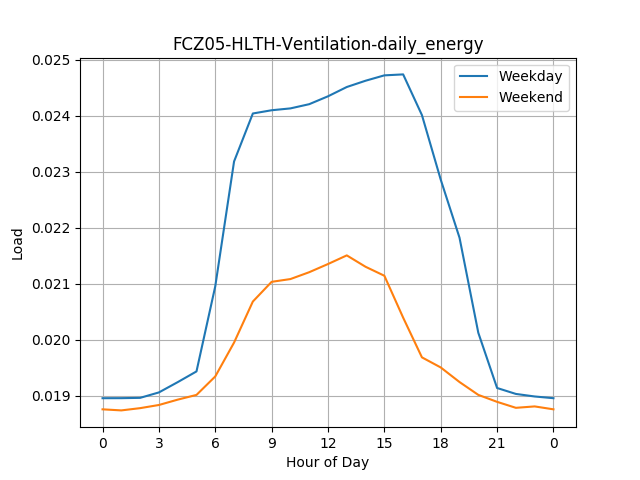 FCZ05-HLTH-Ventilation-daily_energy
Weekday
Weekend
0.025
0.024
0.023
0.022
0.021
0.020
0.019
Load
0 3 6 9 12 15 18 21 0
Hour of Day